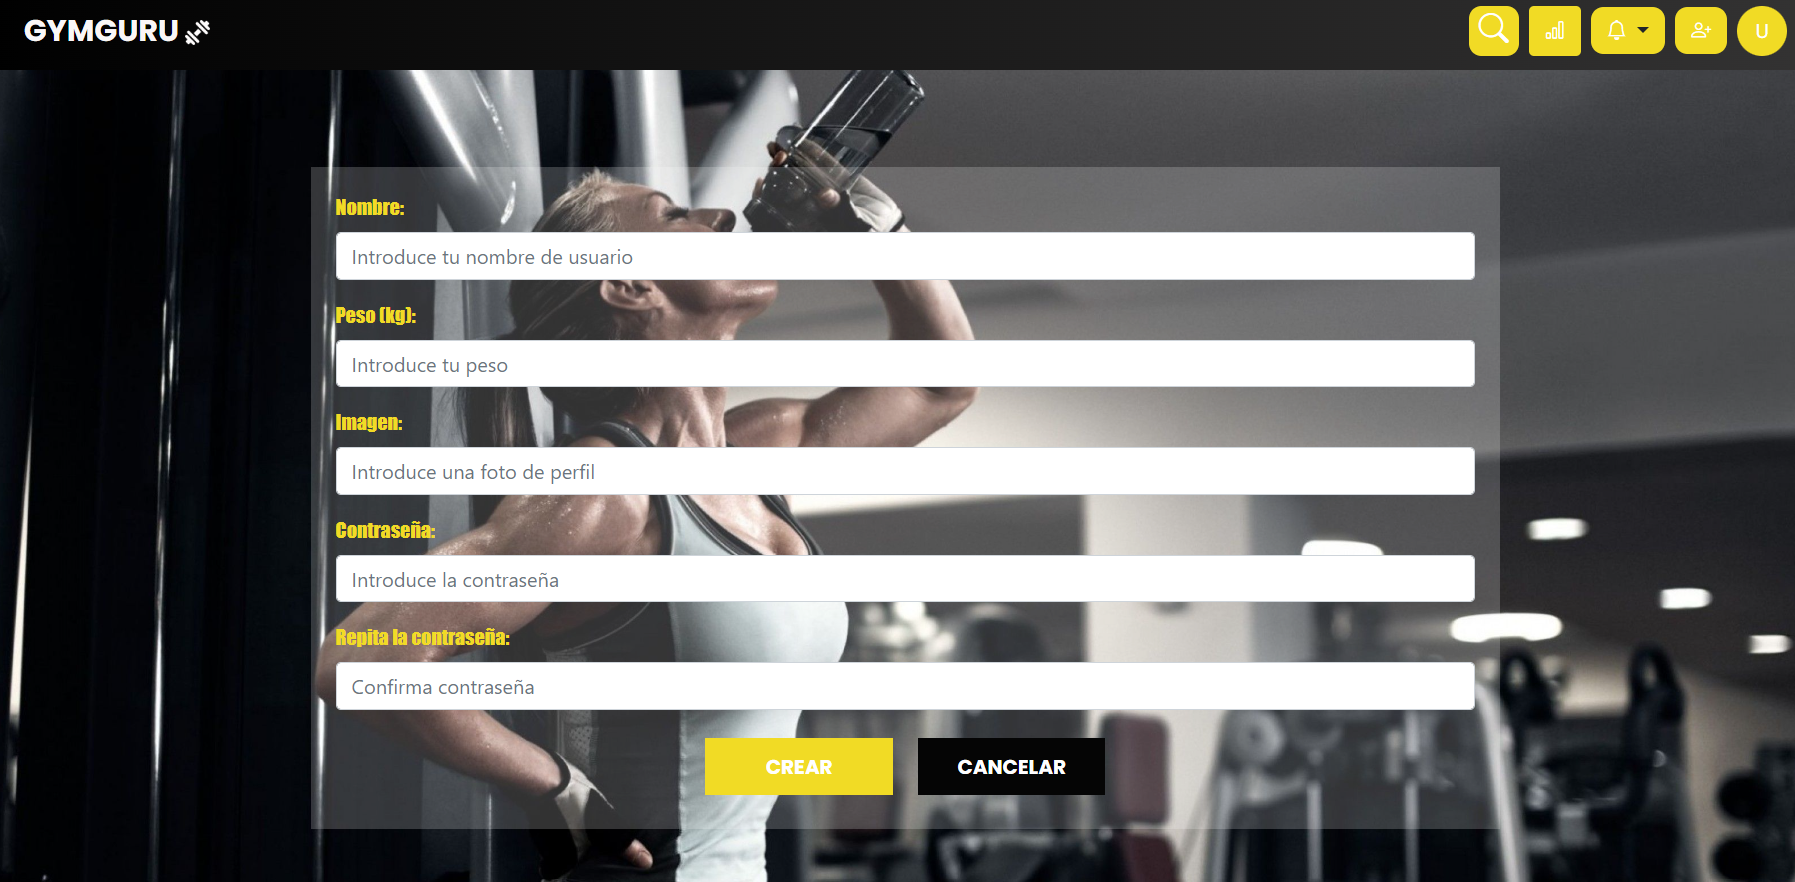 GYMGURU
U
Nombre:
Introduce tu nombre de usuario
Peso (kg):
Introduce tu peso
Imagen:
Introduce una foto de perfil
Contraseña:
Introduce la contraseña
Repita la contraseña:
Confirma contraseña
CREAR
CANCELAR